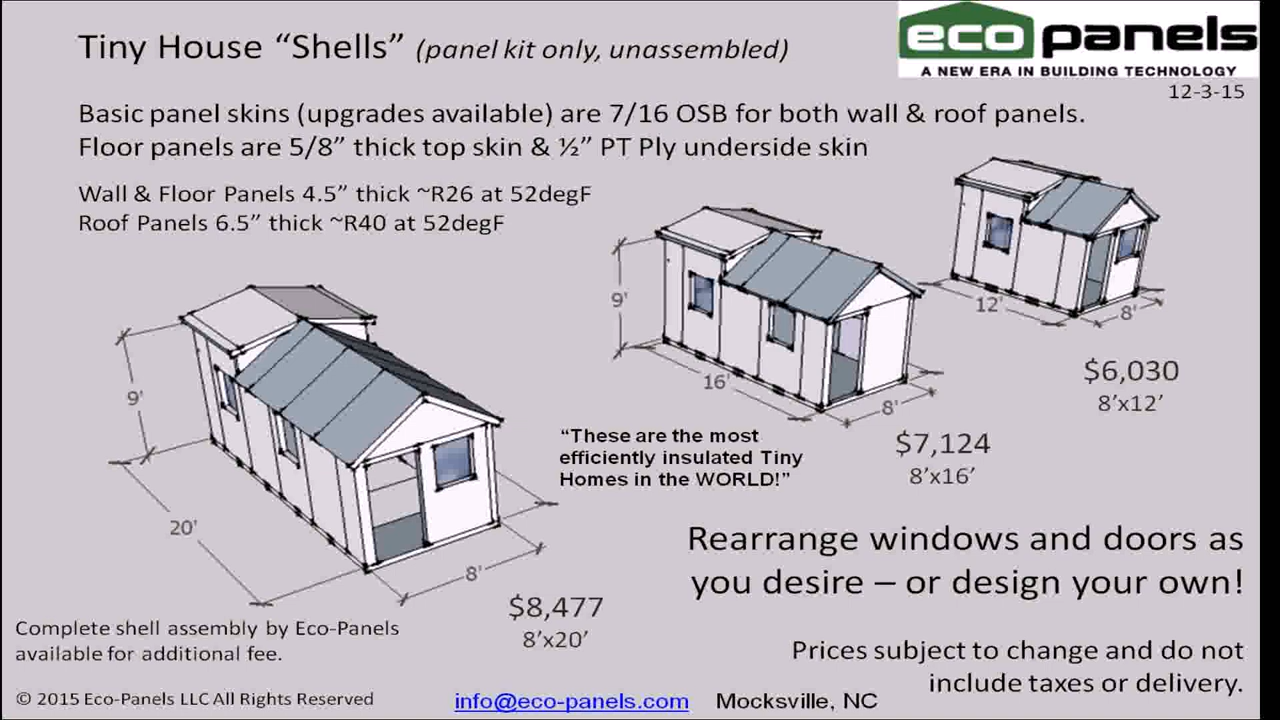 Tiny House “Shells” (panel kit only, unassembled)
eco panels
A NEW ERA IN BUILDING TECHNOLOGY
12-3-15
Basic panel skins (upgrades available) are 7/16 OSB for both wall & roof panels.
Floor panels are 5/8” thick top skin & ½” PT Ply underside skin
Wall & Floor Panels 4.5” thick ~R26 at 52degF
Roof Panels 6.5” thick ~R40 at 52degF
9'
16'
8'
12'
8'
$6,030
8’x12’
$7,124
8’x16’
9'
20'
8'
“These are the most
efficiently insulated Tiny
Homes in the WORLD!”
$8,477
8’x20’
Rearrange windows and doors as
you desire – or design your own!
Complete shell assembly by Eco-Panels
available for additional fee.
Prices subject to change and do not
include taxes or delivery.
© 2015 Eco-Panels LLC All Rights Reserved
info@eco-panels.com
Mocksville, NC